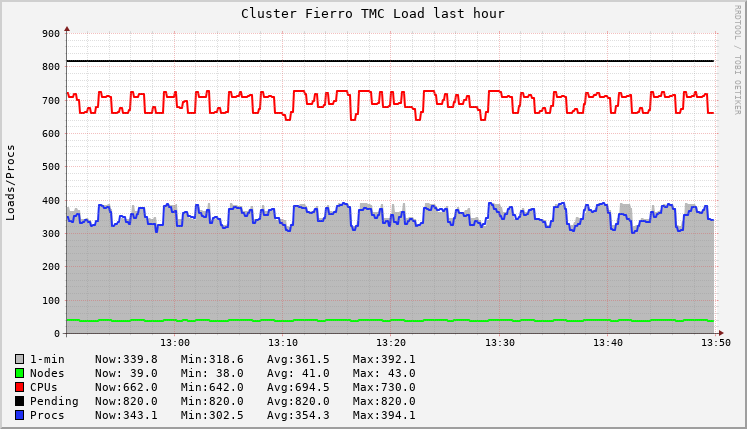 Cluster Fierro TMC Load last hour
RRDTOOL / TOBI OETIKER
Loads/Procs
900
800
700
600
500
400
300
200
100
0
13:00 13:10 13:20 13:30 13:40 13:50
1-min Now:339.8 Min:318.6 Avg:361.5 Max:392.1
Nodes Now: 39.0 Min: 38.0 Avg: 41.0 Max: 43.0
CPUs Now:662.0 Min:642.0 Avg:694.5 Max:730.0
Pending Now:820.0 Min:820.0 Avg:820.0 Max:820.0
Procs Now:343.1 Min:302.5 Avg:354.3 Max:394.1